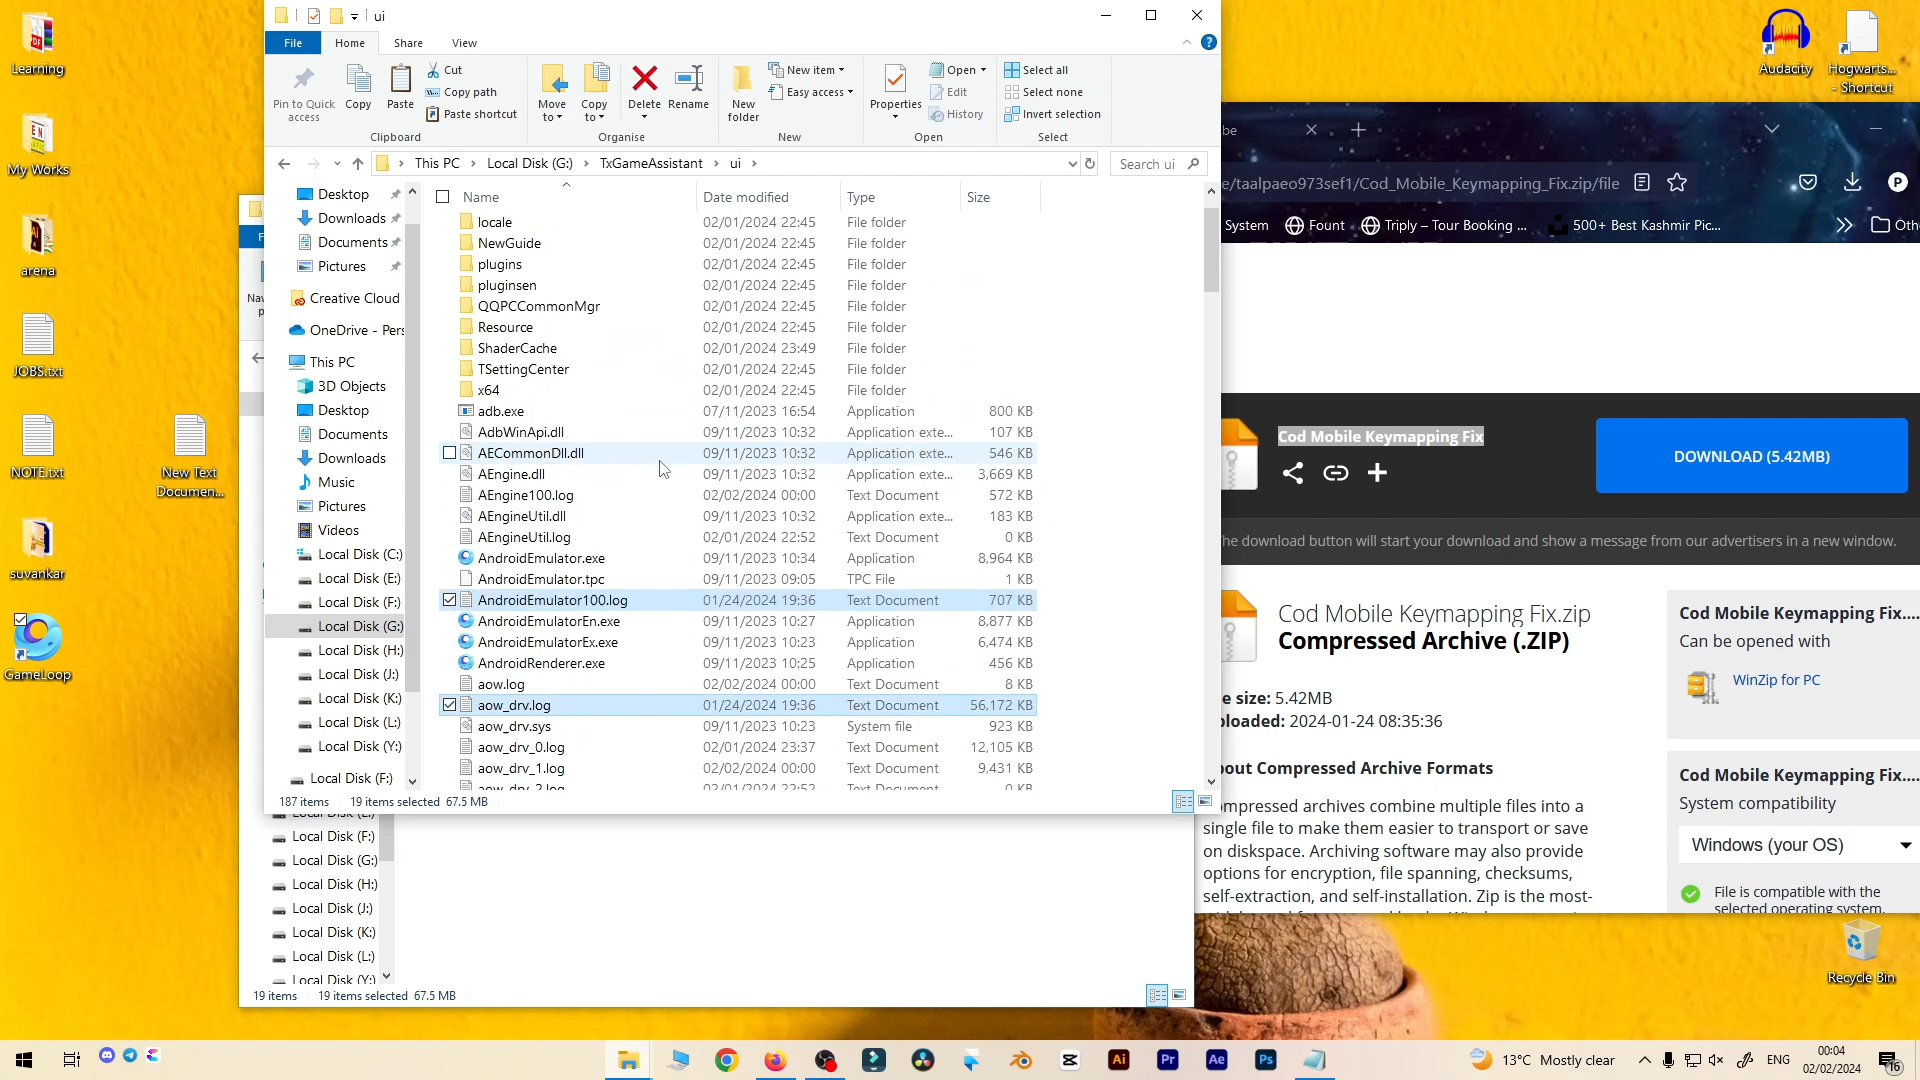 ui
File
Home
Share
View
Pin to Quick access
Copy
Paste
Cut
Copy path
Paste shortcut
Clipboard
Move to
Copy to
Delete
Rename
Organise
New folder
New item
Easy access
New
Properties
Open
Edit
History
Open
Select all
Select none
Invert selection
Select
This PC
Local Disk (G:)
TxGameAssistant
ui
Search ui
Name
Date modified
Type
Size
locale 02/01/2024 22:45 File folder
NewGuide 02/01/2024 22:45 File folder
plugins 02/01/2024 22:45 File folder
pluginsen 02/01/2024 22:45 File folder
QQPCCommonMgr 02/01/2024 22:45 File folder
Resource 02/01/2024 22:45 File folder
ShaderCache 02/01/2024 23:49 File folder
TSettingCenter 02/01/2024 22:45 File folder
x64 02/01/2024 22:45 File folder
adb.exe 07/11/2023 16:54 Application 800 KB
AdbWinApi.dll 09/11/2023 10:32 Application exte... 107 KB
AECommonDll.dll 09/11/2023 10:32 Application exte... 546 KB
AEngine.dll 09/11/2023 10:32 Application exte... 3,669 KB
AEngine100.log 02/02/2024 00:00 Text Document 572 KB
AEngineUtil.dll 09/11/2023 10:32 Application exte... 183 KB
AEngineUtil.log 02/01/2024 22:52 Text Document 0 KB
AndroidEmulator.exe 09/11/2023 10:34 Application 8,964 KB
AndroidEmulator.tpc 09/11/2023 09:05 TPC File 1 KB
AndroidEmulator100.log 01/24/2024 19:36 Text Document 707 KB
AndroidEmulatorEn.exe 09/11/2023 10:27 Application 8,877 KB
AndroidEmulatorEx.exe 09/11/2023 10:23 Application 6,474 KB
AndroidRenderer.exe 09/11/2023 10:25 Application 456 KB
aow.log 02/02/2024 00:00 Text Document 8 KB
aow_drv.log 01/24/2024 19:36 Text Document 56,172 KB
aow_drv.sys 09/11/2023 10:23 System file 923 KB
aow_drv_0.log 02/01/2024 23:37 Text Document 12,105 KB
aow_drv_1.log 02/02/2024 00:00 Text Document 9,431 KB
aow_drv_2.log 02/01/2024 22:52 Text Document 0 KB
Desktop
Downloads
Documents
Pictures
Creative Cloud
OneDrive - Pers
This PC
3D Objects
Desktop
Documents
Downloads
Music
Pictures
Videos
Local Disk (C:)
Local Disk (E:)
Local Disk (F:)
Local Disk (G:)
Local Disk (H:)
Local Disk (J:)
Local Disk (K:)
Local Disk (L:)
Local Disk (Y:)
Local Disk (F:)
187 items 19 items selected 67.5 MB
Local Disk (E:)
Local Disk (F:)
Local Disk (G:)
Local Disk (H:)
Local Disk (J:)
Local Disk (K:)
Local Disk (L:)
Local Disk (Y:)
19 items 19 items selected 67.5 MB
Learning
My Works
arena
JOBS.txt
NOTE.txt
New Text Documen...
suvankar
GameLoop
Audacity
Hogwarts... - Shortcut
be
e/taalpaeo973sef1/Cod_Mobile_Keymapping_Fix.zip/file
P
System
Fount
Triply – Tour Booking ...
500+ Best Kashmir Pic...
Oth
Cod Mobile Keymapping Fix
DOWNLOAD (5.42MB)
he download button will start your download and show a message from our advertisers in a new window.
Cod Mobile Keymapping Fix.zip
Compressed Archive (.ZIP)
e size: 5.42MB
loaded: 2024-01-24 08:35:36
out Compressed Archive Formats
ompressed archives combine multiple files into a
single file to make them easier to transport or save
on diskspace. Archiving software may also provide
options for encryption, file spanning, checksums,
self-extraction, and self-installation. Zip is the most-
Cod Mobile Keymapping Fix....
Can be opened with
WinZip for PC
Cod Mobile Keymapping Fix....
System compatibility
Windows (your OS)
File is compatible with the
selected operating system.
Recycle Bin
Ai
Pr
Ae
Ps
13°C Mostly clear
ENG
00:04
02/02/2024
16